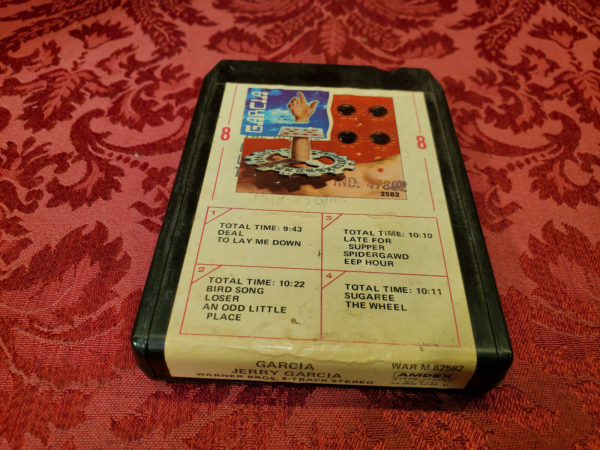 GARCIA
8
8
IND. 47802
2582
1
TOTAL TIME: 9:43
DEAL
TO LAY ME DOWN
2
TOTAL TIME: 10:22
BIRD SONG
LOSER
AN ODD LITTLE
PLACE
3
TOTAL TIME: 10:10
LATE FOR
SUPPER
SPIDERGAWD
EEP HOUR
4
TOTAL TIME: 10:11
SUGAREE
THE WHEEL
GARCIA
JERRY GARCIA
WARNER BROS. 8-TRACK STEREO
WAR M 82582
AMPEX